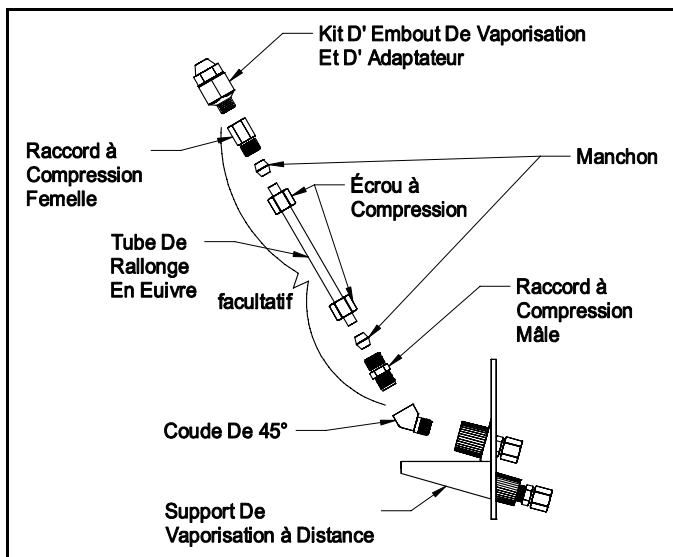 Kit D' Embout De Vaporisation
Et D' Adaptateur
Raccord à
Compression
Femelle
Manchon
Écrou à
Compression
Tube De
Rallonge
En Euivre
facultatif
Raccord à
Compression
Mâle
Coude De 45°
Support De
Vaporisation à Distance